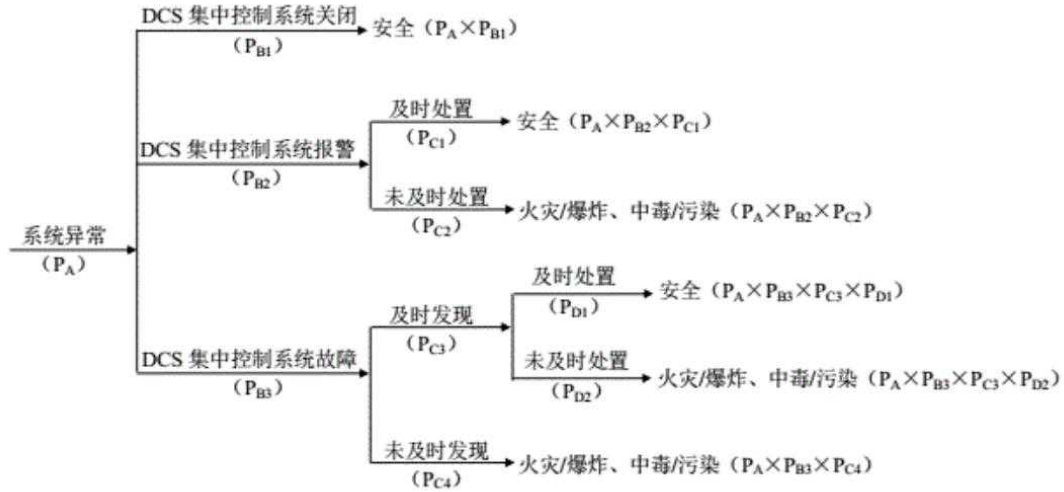 DCS 集中控制系统关闭
（PB1）
安全（PA×PB1）
及时处置
（PC1）
安全（PA×PB2×PC1）
DCS 集中控制系统报警
（PB2）
未及时处置
（PC2）
火灾/爆炸、中毒/污染（PA×PB2×PC2）
系统异常
（PA）
及时处置
（PD1）
安全（PA×PB3×PC3×PD1）
及时发现
（PC3）
未及时处置
（PD2）
火灾/爆炸、中毒/污染（PA×PB3×PC3×PD2）
DCS 集中控制系统故障
（PB3）
未及时发现
（PC4）
火灾/爆炸、中毒/污染（PA×PB3×PC4）